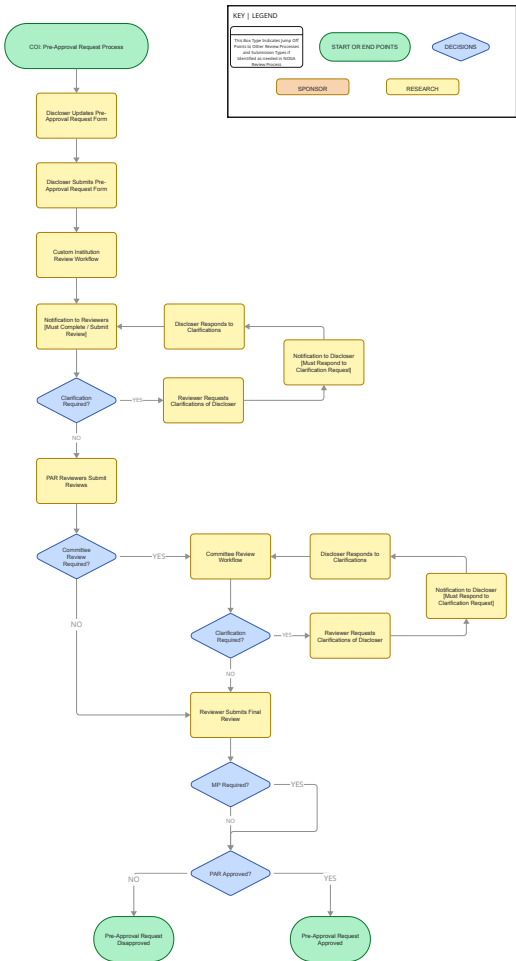 KEY | LEGEND
This Box Type Indicates Jump Off
Points to Other Review Processes
and Submission Types if
Identified as needed in NOGA
Review Process.
START OR END POINTS
DECISIONS
SPONSOR
RESEARCH
COI: Pre-Approval Request Process
Discloser Updates Pre-
Approval Request Form
Discloser Submits Pre-
Approval Request Form
Custom Institution
Review Workflow
Notification to Reviewers
[Must Complete / Submit
Review]
Discloser Responds to
Clarifications
Notification to Discloser
[Must Respond to
Clarification Request]
Clarification
Required?
YES
Reviewer Requests
Clarifications of Discloser
NO
PAR Reviewers Submit
Reviews
Committee
Review
Required?
YES
Committee Review
Workflow
Discloser Responds to
Clarifications
Notification to Discloser
[Must Respond to
Clarification Request]
NO
Clarification
Required?
YES
Reviewer Requests
Clarifications of Discloser
NO
Reviewer Submits Final
Review
MP Required?
YES
NO
PAR Approved?
NO
YES
Pre-Approval Request
Disapproved
Pre-Approval Request
Approved